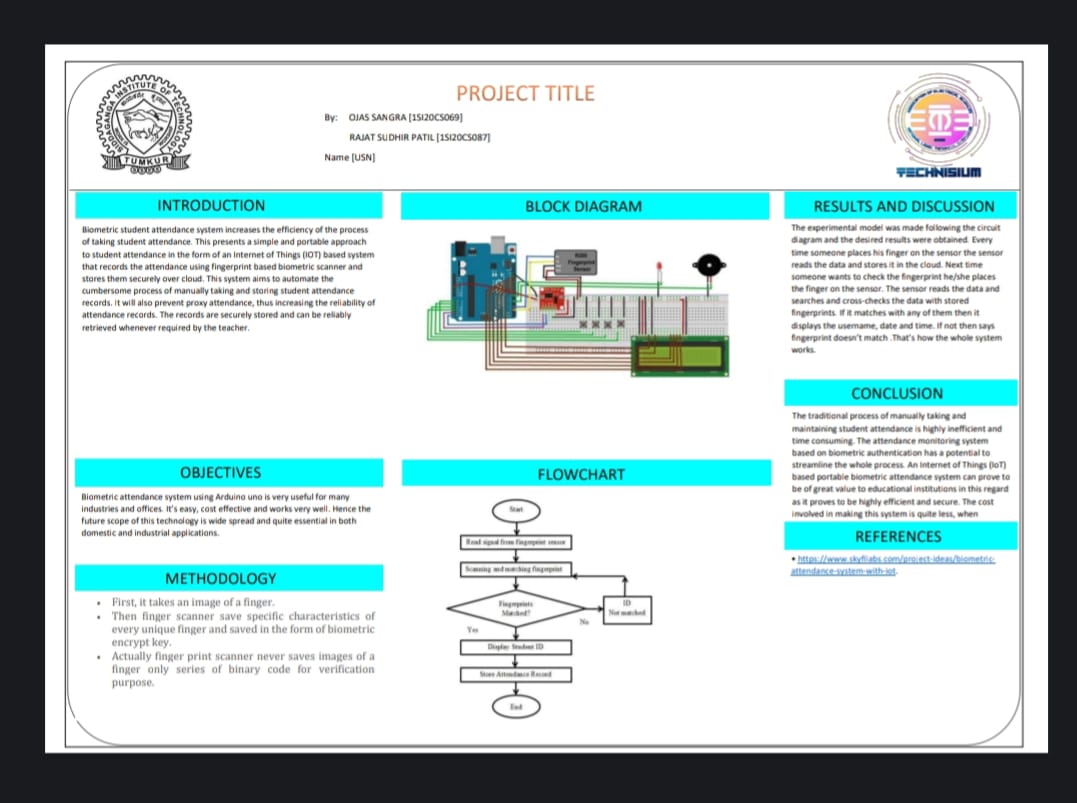 SIDDAGANGA INSTITUTE OF TECHNOLOGY
TUMKUR
PROJECT TITLE
By: OJAS SANGRA [1SI20CS069]
RAJAT SUDHIR PATIL [1SI20CS087]
Name [USN]
TECHNISIUM
INTRODUCTION
Biometric student attendance system increases the efficiency of the process
of taking student attendance. This presents a simple and portable approach
to student attendance in the form of an Internet of Things (IOT) based system
that records the attendance using fingerprint based biometric scanner and
stores them securely over cloud. This system aims to automate the
cumbersome process of manually taking and storing student attendance
records. It will also prevent proxy attendance, thus increasing the reliability of
attendance records. The records are securely stored and can be reliably
retrieved whenever required by the teacher.
OBJECTIVES
Biometric attendance system using Arduino uno is very useful for many
industries and offices. It's easy, cost effective and works very well. Hence the
future scope of this technology is wide spread and quite essential in both
domestic and industrial applications.
METHODOLOGY
• First, it takes an image of a finger.
• Then finger scanner save specific characteristics of
every unique finger and saved in the form of biometric
encrypt key.
• Actually finger print scanner never saves images of a
finger only series of binary code for verification
purpose.
BLOCK DIAGRAM
Fingerprint
Sensor
FLOWCHART
Start
Read signal from fingerprint sensor
Scanning and matching fingerprint
Fingerprints
Matched?
ID
Not matched
No
Yes
Display Student ID
Store Attendance Record
End
RESULTS AND DISCUSSION
The experimental model was made following the circuit
diagram and the desired results were obtained. Every
time someone places his finger on the sensor the sensor
reads the data and stores it in the cloud. Next time
someone wants to check the fingerprint he/she places
the finger on the sensor. The sensor reads the data and
searches and cross-checks the data with stored
fingerprints. If it matches with any of them then it
displays the username, date and time. If not then says
fingerprint doesn't match .That's how the whole system
works.
CONCLUSION
The traditional process of manually taking and
maintaining student attendance is highly inefficient and
time consuming. The attendance monitoring system
based on biometric authentication has a potential to
streamline the whole process. An Internet of Things (IoT)
based portable biometric attendance system can prove to
be of great value to educational institutions in this regard
as it proves to be highly efficient and secure. The cost
involved in making this system is quite less, when
REFERENCES
• https://www.skyfilabs.com/project-ideas/biometric-
attendance-system-with-iot.